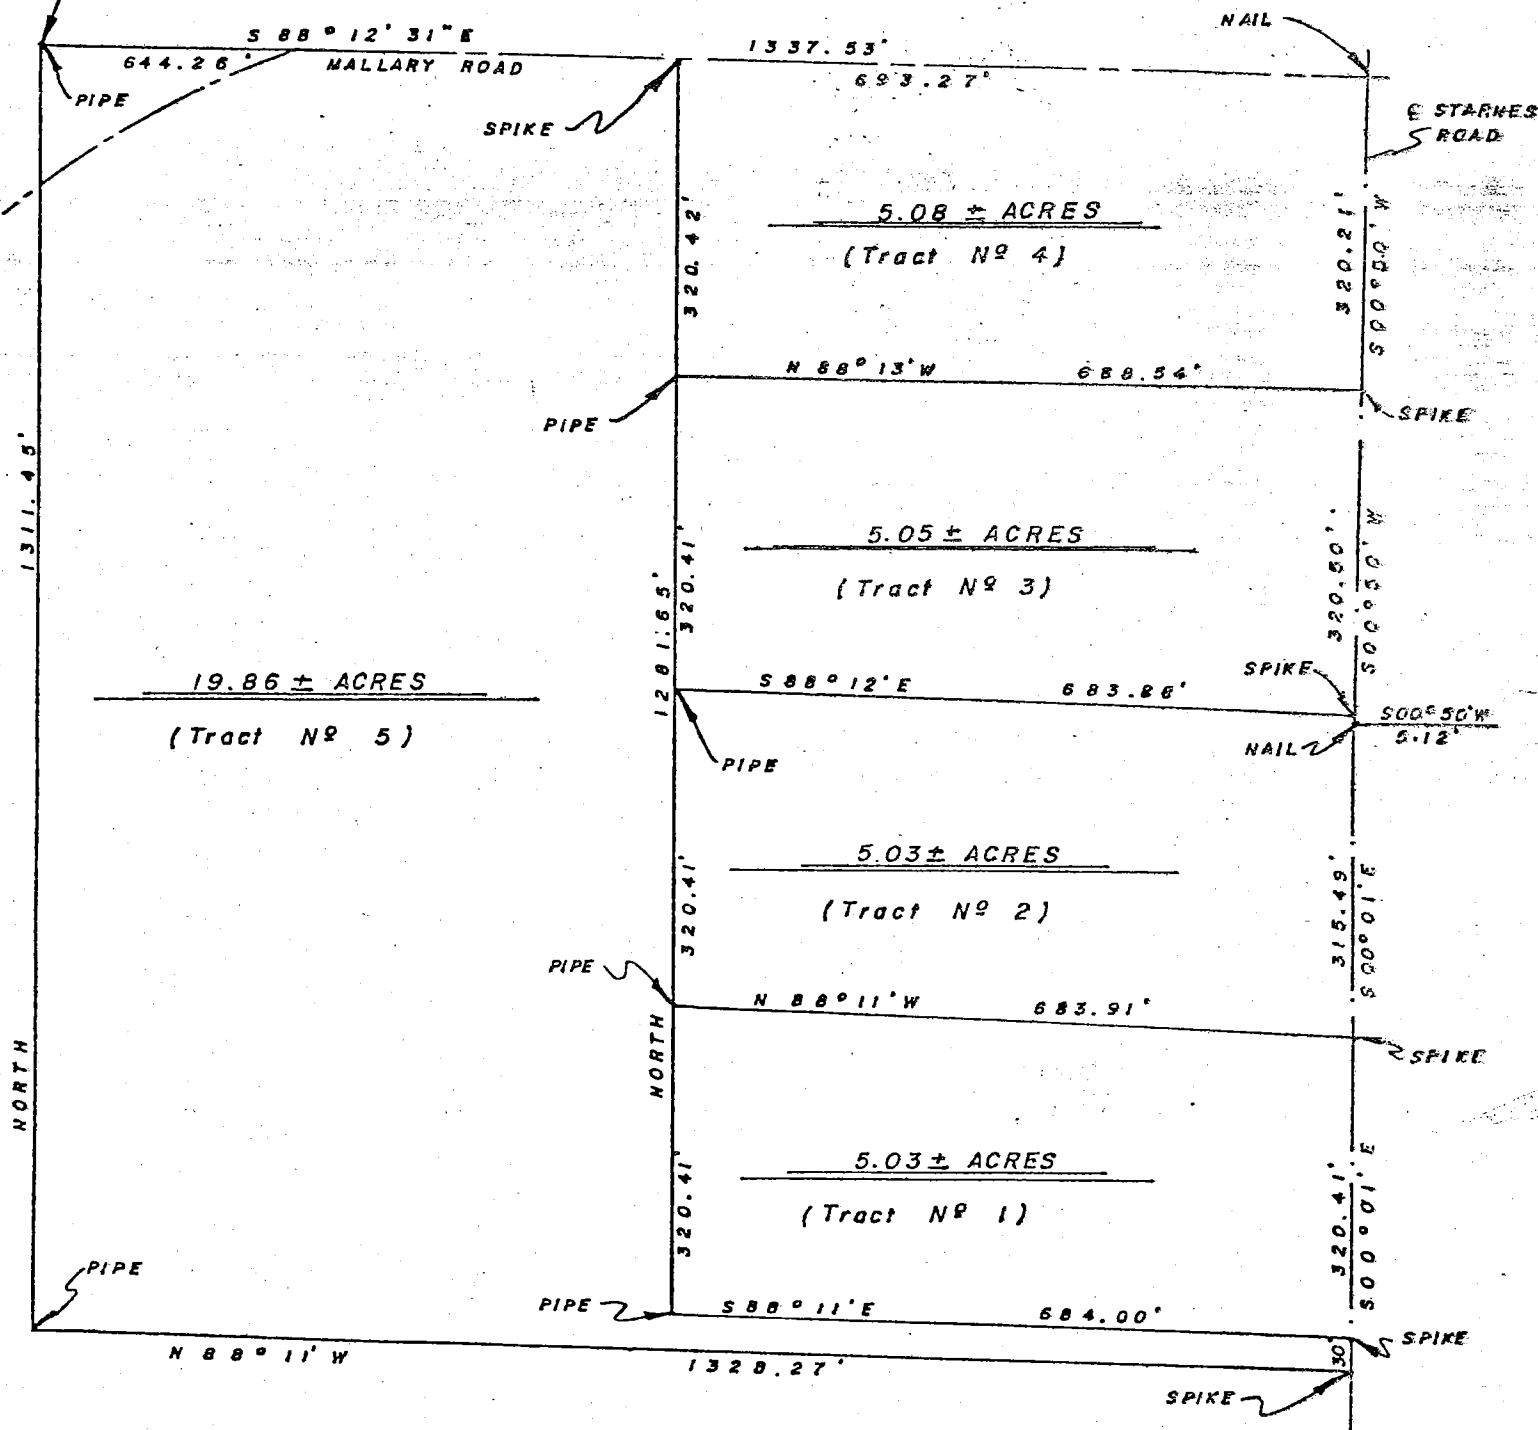 NAIL
S 88° 12' 31" E
1337.53'
644.26'
MALLARY ROAD
693.27'
PIPE
SPIKE
℄ STARNES
ROAD
5.08 ± ACRES
(Tract Nº 4)
320.42'
320.21'
S00°00'W
N 88° 13' W
688.54'
PIPE
SPIKE
1311.45'
5.05 ± ACRES
(Tract Nº 3)
1281.65'
320.41'
320.50'
S00°50'W
19.86 ± ACRES
(Tract Nº 5)
S 88° 12' E
683.86'
SPIKE
S00°50'W
5.12'
NAIL
PIPE
5.03 ± ACRES
(Tract Nº 2)
320.41'
315.49'
S00°01'E
PIPE
N 88° 11' W
683.91'
SPIKE
NORTH
NORTH
5.03 ± ACRES
(Tract Nº 1)
320.41'
320.41'
S00°01'E
PIPE
PIPE
S 88° 11' E
684.00'
SPIKE
30'
N 88° 11' W
1328.27'
SPIKE